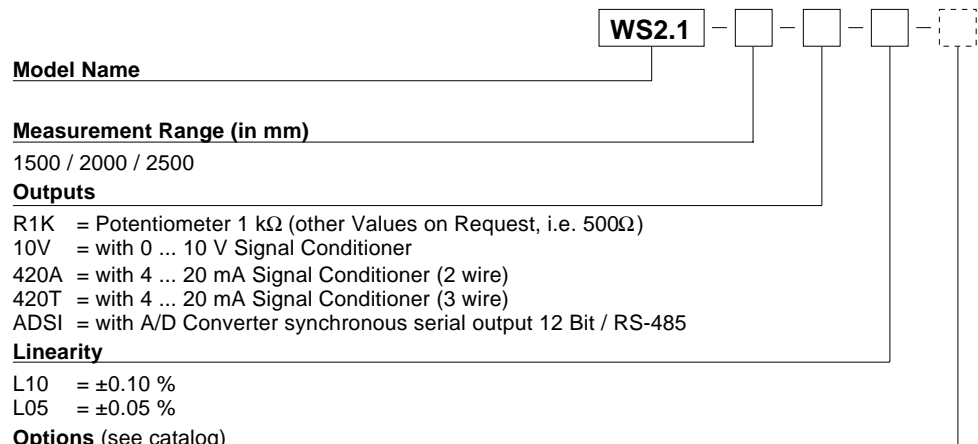 WS2.1 – – –
Model Name
Measurement Range (in mm)
1500 / 2000 / 2500
Outputs
R1K = Potentiometer 1 kΩ (other Values on Request, i.e. 500Ω)
10V = with 0 ... 10 V Signal Conditioner
420A = with 4 ... 20 mA Signal Conditioner (2 wire)
420T = with 4 ... 20 mA Signal Conditioner (3 wire)
ADSI = with A/D Converter synchronous serial output 12 Bit / RS-485
Linearity
L10 = ±0.10 %
L05 = ±0.05 %
Options (see catalog)